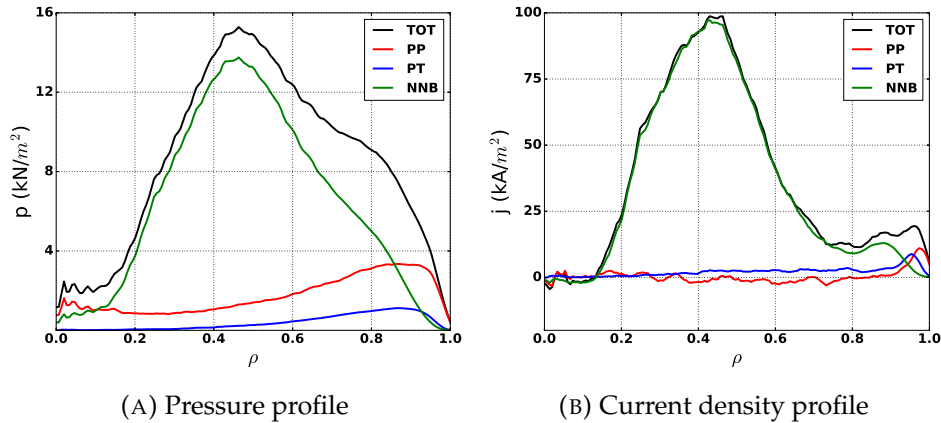 16
12
8
4
0.0 0.2 0.4 0.6 0.8 1.0
p (kN/m²)
ρ
TOT
PP
PT
NNB
(A) Pressure profile
100
75
50
25
0
0.0 0.2 0.4 0.6 0.8 1.0
j (kA/m²)
ρ
TOT
PP
PT
NNB
(B) Current density profile